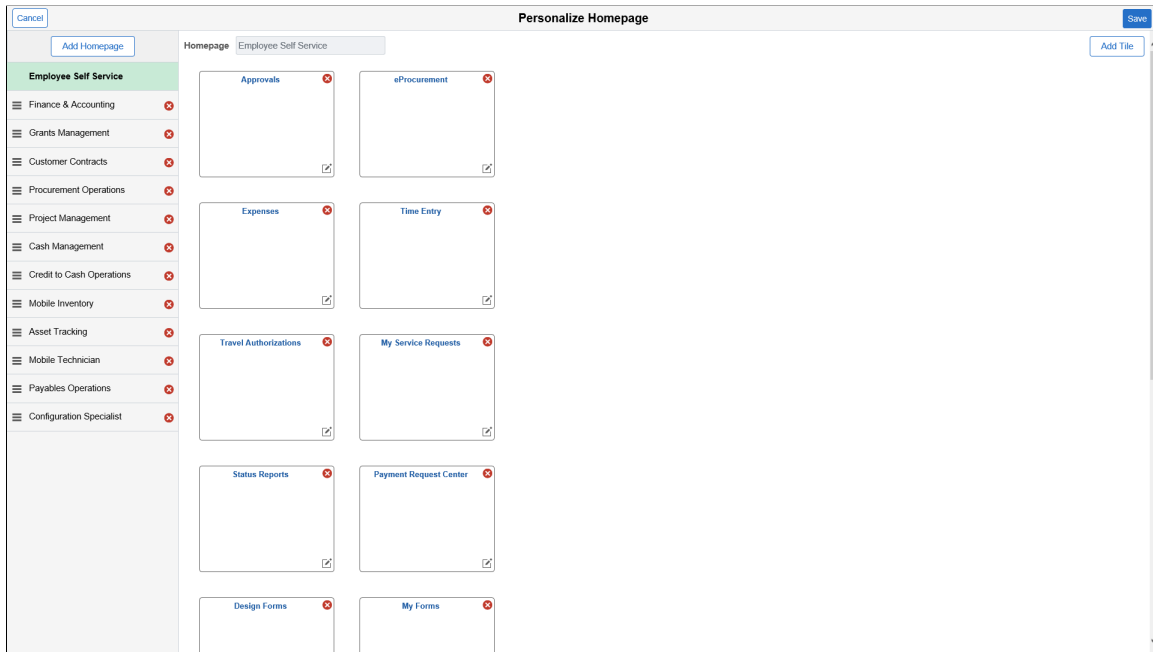 Cancel
Personalize Homepage
Save
Add Homepage
Homepage Employee Self Service
Add Tile
Employee Self Service
Finance & Accounting
Grants Management
Customer Contracts
Procurement Operations
Project Management
Cash Management
Credit to Cash Operations
Mobile Inventory
Asset Tracking
Mobile Technician
Payables Operations
Configuration Specialist
Approvals
eProcurement
Expenses
Time Entry
Travel Authorizations
My Service Requests
Status Reports
Payment Request Center
Design Forms
My Forms